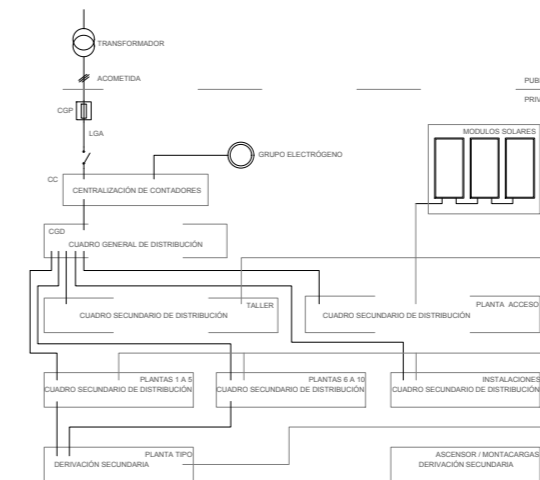 TRANSFORMADOR
ACOMETIDA
PUB
PRIV
CGP
LGA
MODULOS SOLARES
GRUPO ELECTRÓGENO
CC
CENTRALIZACIÓN DE CONTADORES
CGD
CUADRO GENERAL DE DISTRIBUCIÓN
TALLER
CUADRO SECUNDARIO DE DISTRIBUCIÓN
PLANTA ACCESO
CUADRO SECUNDARIO DE DISTRIBUCIÓN
PLANTAS 1 A 5
CUADRO SECUNDARIO DE DISTRIBUCIÓN
PLANTAS 6 A 10
CUADRO SECUNDARIO DE DISTRIBUCIÓN
INSTALACIONES
CUADRO SECUNDARIO DE DISTRIBUCIÓN
PLANTA TIPO
DERIVACIÓN SECUNDARIA
ASCENSOR / MONTACARGAS
DERIVACIÓN SECUNDARIA